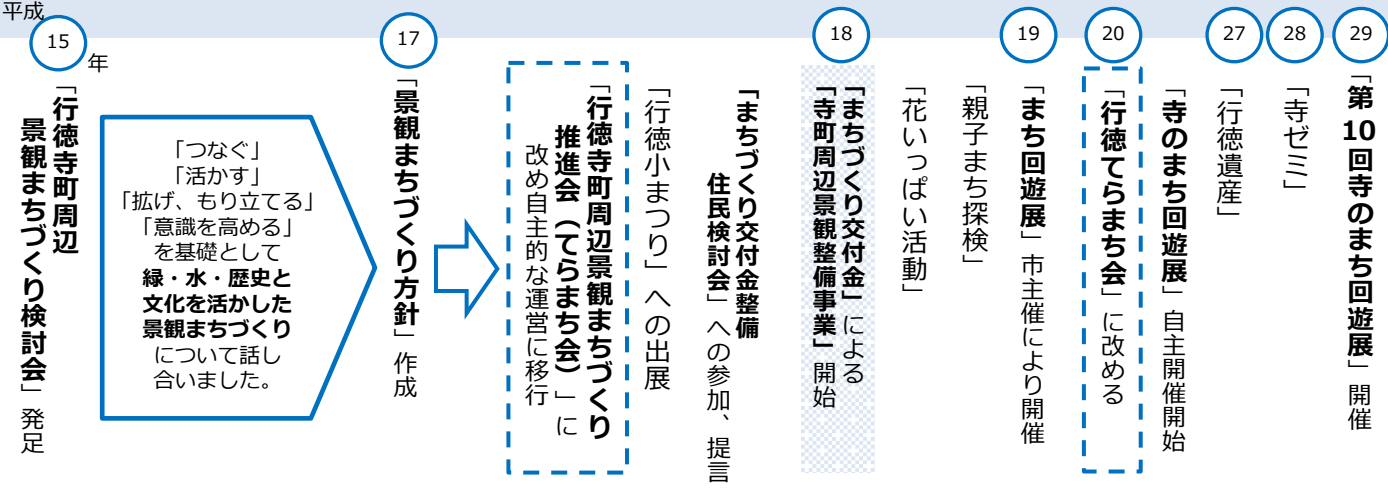 平成
15
年
「行徳寺町周辺
景観まちづくり検討会」発足
「つなぐ」
「活かす」
「拡げ、もり立てる」
「意識を高める」
を基礎として
緑・水・歴史と
文化を活かした
景観まちづくり
について話し
合いました。
17
「景観まちづくり方針」作成
「行徳寺町周辺景観まちづくり
推進会（てらまち会）」に
改め自主的な運営に移行
「行徳小まつり」への出展
「まちづくり交付金整備
住民検討会」への参加、提言
18
「まちづくり交付金」による
「寺町周辺景観整備事業」開始
「花いっぱい活動」
「親子まち探検」
19
「まち回遊展」市主催により開催
20
「行徳てらまち会」に改める
「寺のまち回遊展」自主開催開始
27
「行徳遺産」
28
「寺ゼミ」
29
「第10回寺のまち回遊展」開催